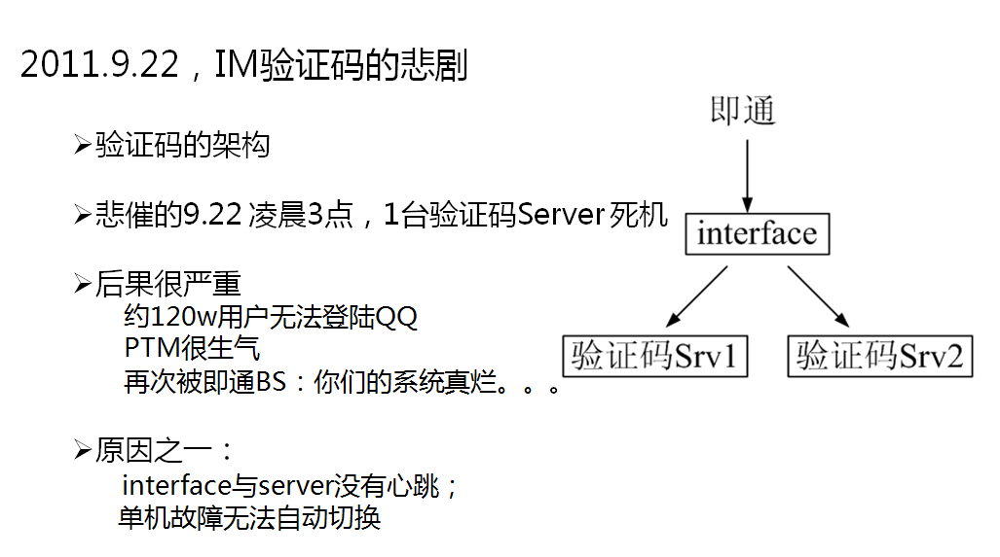 2011.9.22，IM验证码的悲剧
验证码的架构
悲催的9.22 凌晨3点，1台验证码Server 死机
后果很严重
约120w用户无法登陆QQ
PTM很生气
再次被即通BS：你们的系统真烂。。。
原因之一：
interface与server没有心跳；
单机故障无法自动切换
即通
interface
验证码Srv1
验证码Srv2